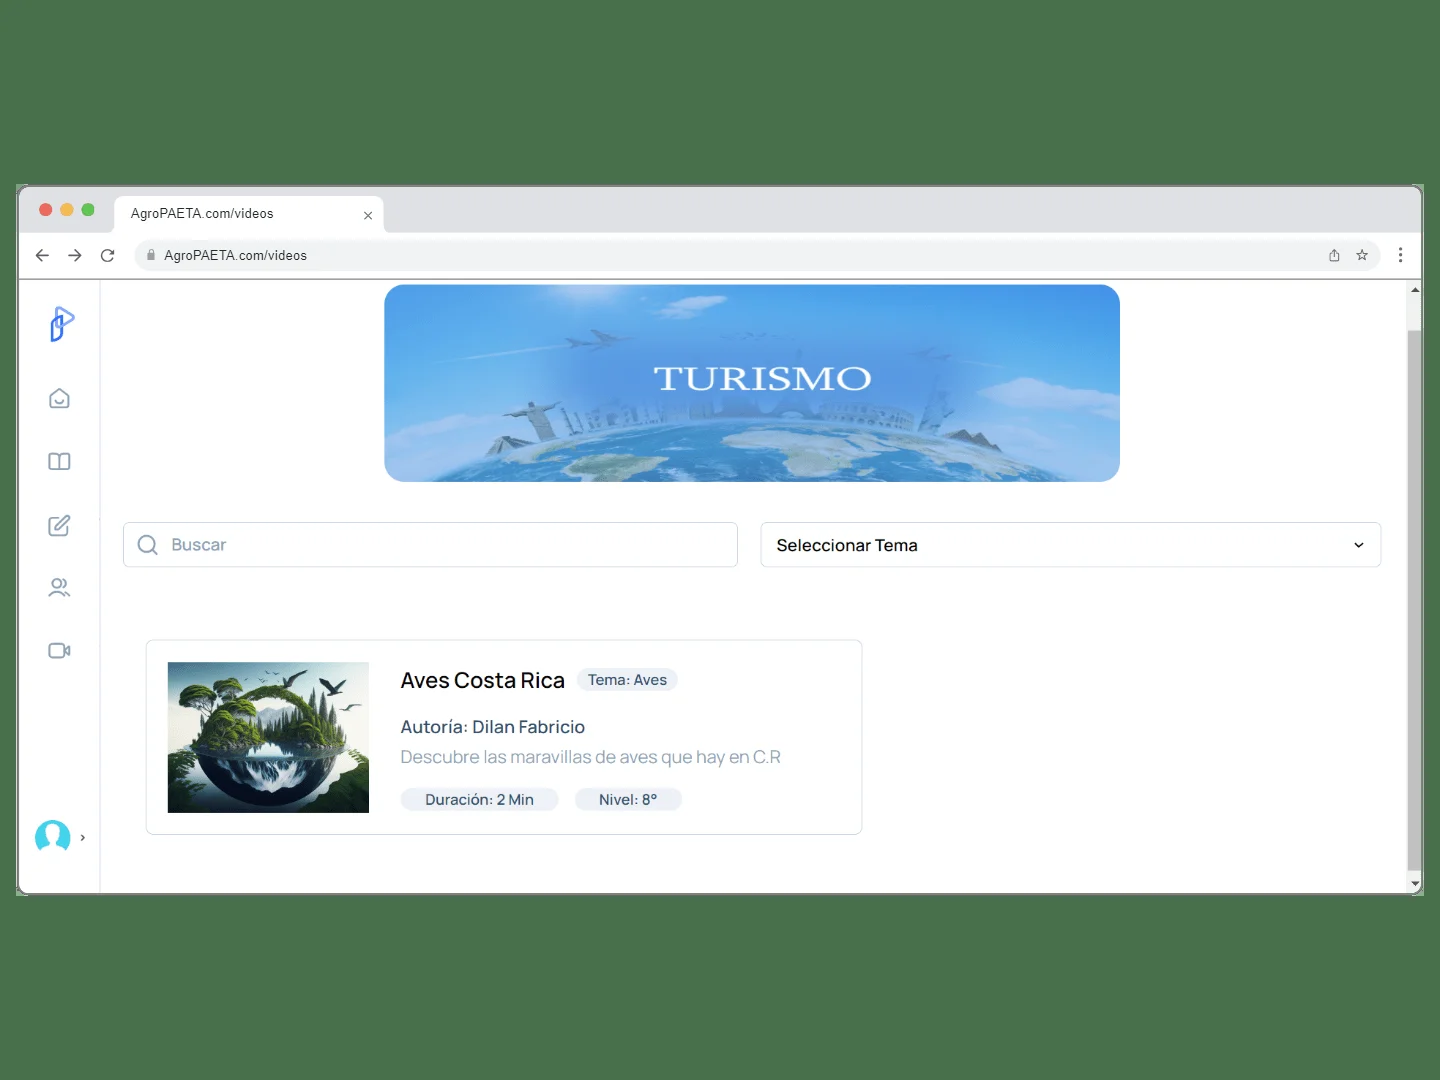 AgroPAETA.com/videos
AgroPAETA.com/videos
TURISMO
Buscar
Seleccionar Tema
Aves Costa Rica
Tema: Aves
Autoría: Dilan Fabricio
Descubre las maravillas de aves que hay en C.R
Duración: 2 Min
Nivel: 8°